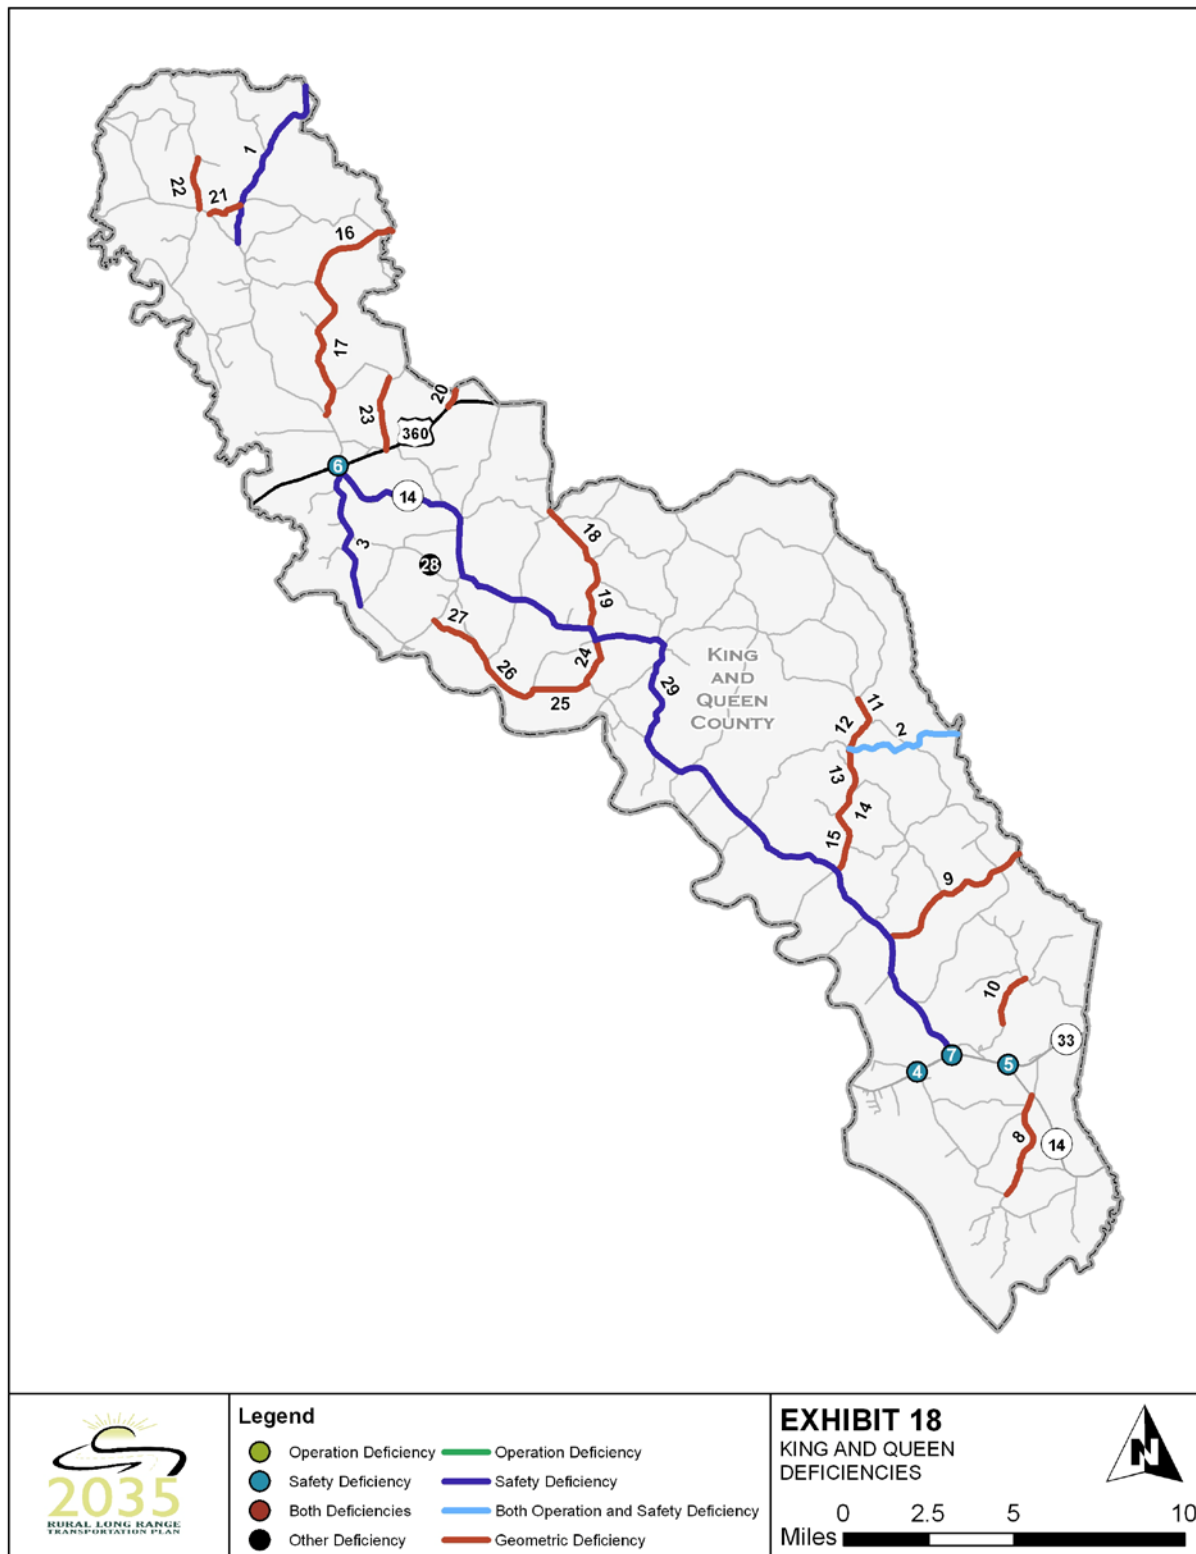 1
22
21
16
17
20
23
360
6
14
3
28
18
19
27
26
24
25
29
KING
AND
QUEEN
COUNTY
11
12
2
13
14
15
9
10
33
7
5
4
8
14
2035
RURAL LONG RANGE
TRANSPORTATION PLAN
Legend
Operation Deficiency
Operation Deficiency
Safety Deficiency
Safety Deficiency
Both Deficiencies
Both Operation and Safety Deficiency
Other Deficiency
Geometric Deficiency
EXHIBIT 18
KING AND QUEEN
DEFICIENCIES
N
0 2.5 5 10
Miles